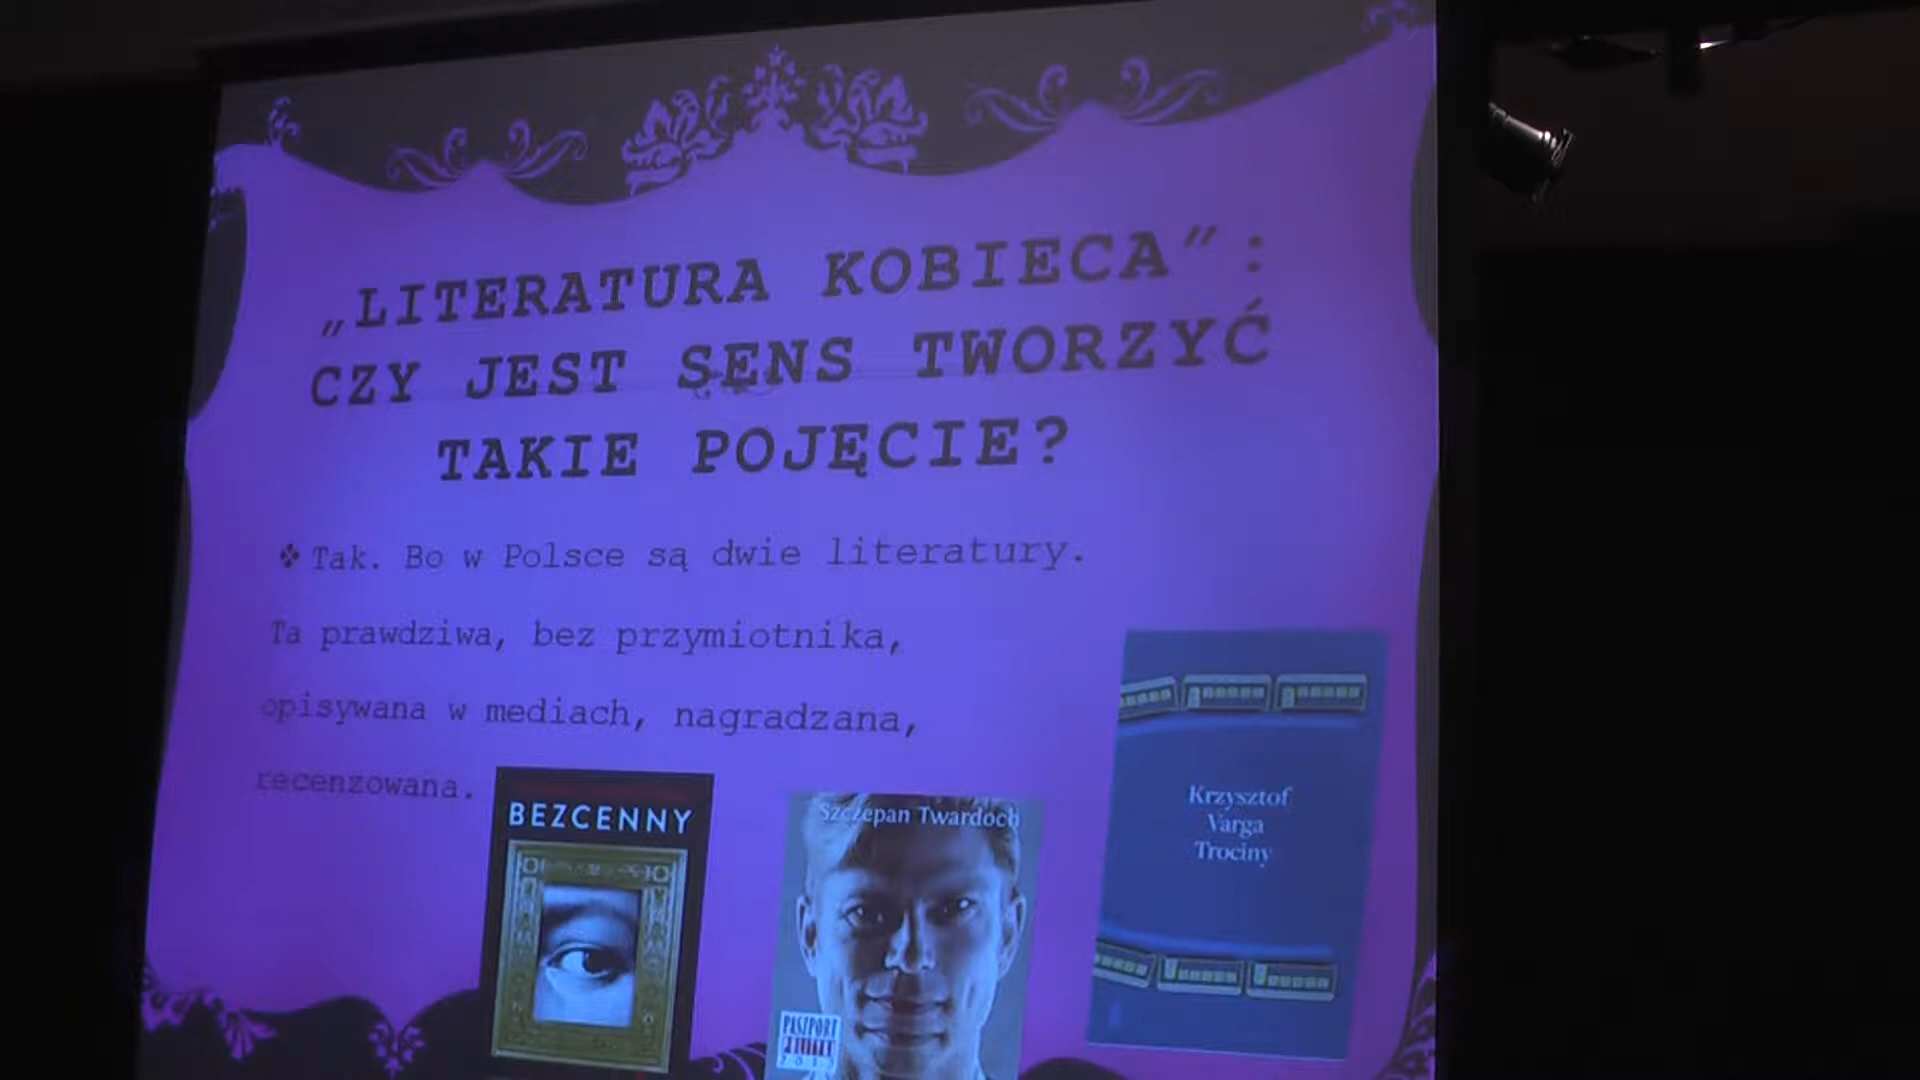 „LITERATURA KOBIECA”:
CZY JEST SENS TWORZYĆ
TAKIE POJĘCIE?
❖ Tak. Bo w Polsce są dwie literatury.
Ta prawdziwa, bez przymiotnika,
opisywana w mediach, nagradzana,
recenzowana.
BEZCENNY
Szczepan Twardoch
PASZPORT
Krzysztof
Varga
Trociny